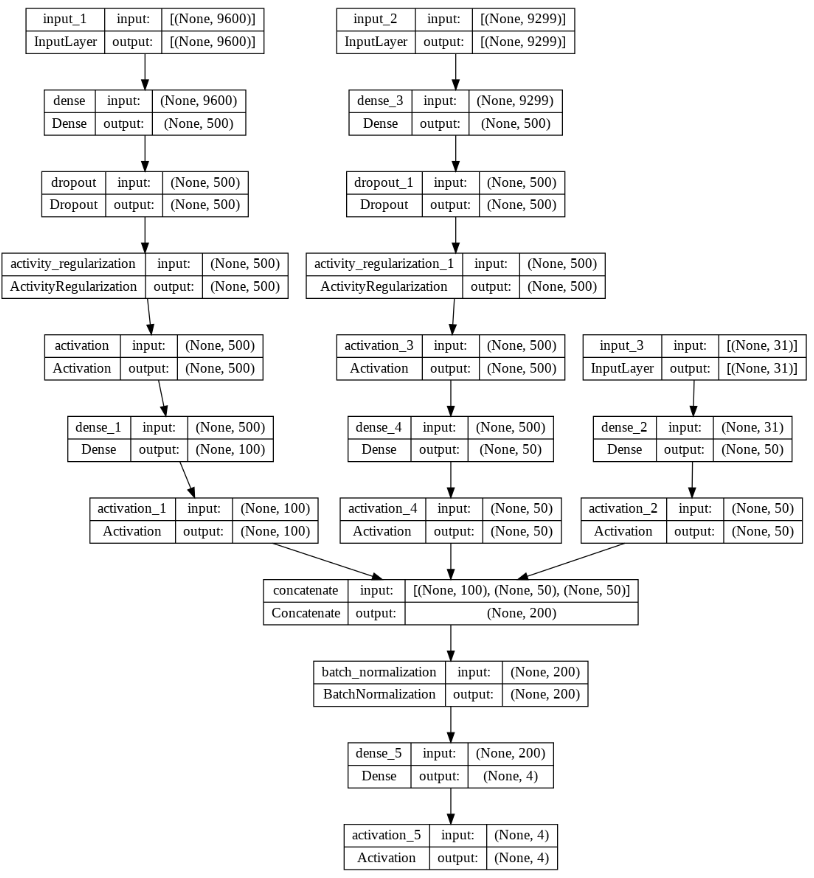 input_1 input: [(None, 9600)]
InputLayer output: [(None, 9600)]
input_2 input: [(None, 9299)]
InputLayer output: [(None, 9299)]
dense input: (None, 9600)
Dense output: (None, 500)
dense_3 input: (None, 9299)
Dense output: (None, 500)
dropout input: (None, 500)
Dropout output: (None, 500)
dropout_1 input: (None, 500)
Dropout output: (None, 500)
activity_regularization input: (None, 500)
ActivityRegularization output: (None, 500)
activity_regularization_1 input: (None, 500)
ActivityRegularization output: (None, 500)
activation input: (None, 500)
Activation output: (None, 500)
activation_3 input: (None, 500)
Activation output: (None, 500)
input_3 input: [(None, 31)]
InputLayer output: [(None, 31)]
dense_1 input: (None, 500)
Dense output: (None, 100)
dense_4 input: (None, 500)
Dense output: (None, 50)
dense_2 input: (None, 31)
Dense output: (None, 50)
activation_1 input: (None, 100)
Activation output: (None, 100)
activation_4 input: (None, 50)
Activation output: (None, 50)
activation_2 input: (None, 50)
Activation output: (None, 50)
concatenate input: [(None, 100), (None, 50), (None, 50)]
Concatenate output: (None, 200)
batch_normalization input: (None, 200)
BatchNormalization output: (None, 200)
dense_5 input: (None, 200)
Dense output: (None, 4)
activation_5 input: (None, 4)
Activation output: (None, 4)